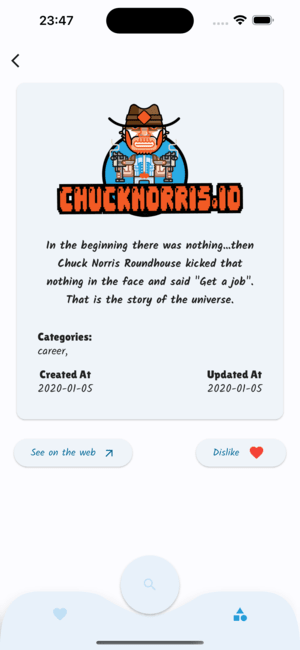 23:47
CHUCKNORRIS.IO
In the beginning there was nothing...then
Chuck Norris Roundhouse kicked that
nothing in the face and said "Get a job".
That is the story of the universe.
Categories:
career,
Created At
Updated At
2020-01-05
2020-01-05
See on the web
Dislike